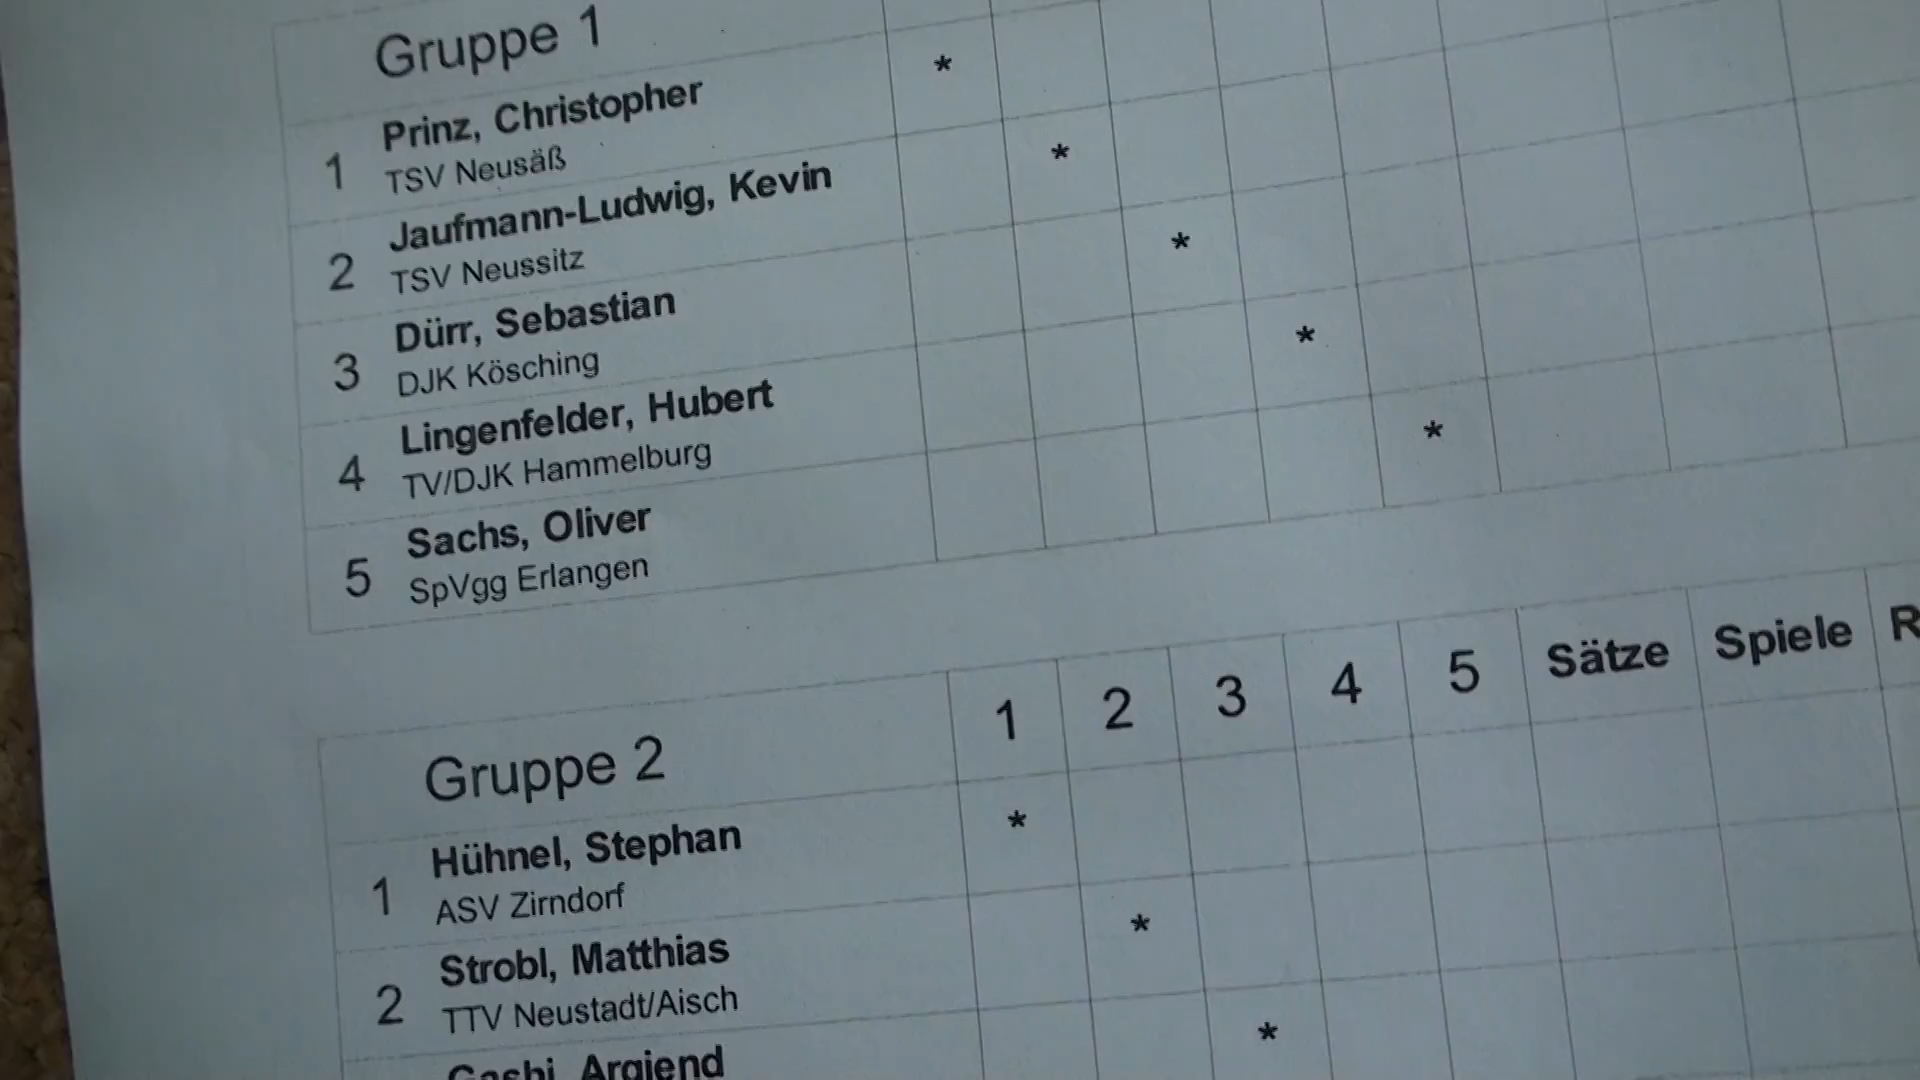 Gruppe 1
*
1 Prinz, Christopher
TSV Neusäß
*
2 Jaufmann-Ludwig, Kevin
TSV Neussitz
*
3 Dürr, Sebastian
DJK Kösching
*
4 Lingenfelder, Hubert
TV/DJK Hammelburg
*
5 Sachs, Oliver
SpVgg Erlangen
Gruppe 2 1 2 3 4 5 Sätze Spiele
1 Hühnel, Stephan *
ASV Zirndorf
2 Strobl, Matthias *
TTV Neustadt/Aisch
Gashi, Argjend *